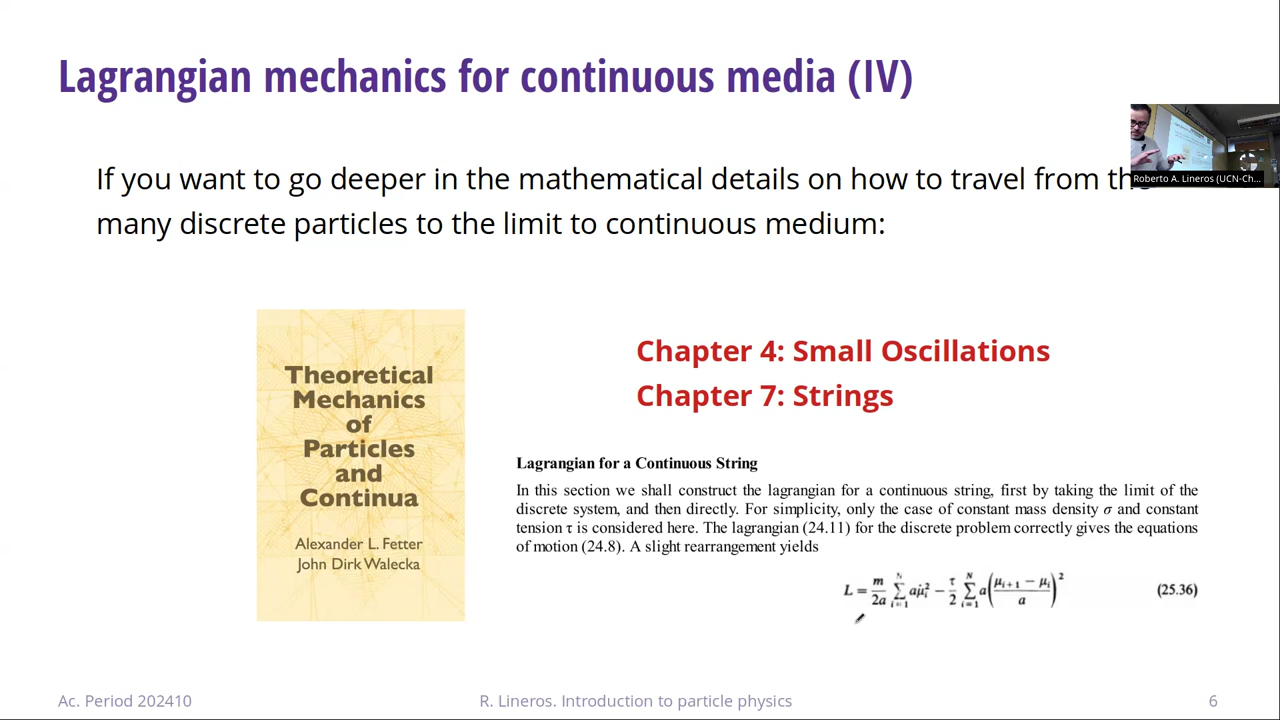 Lagrangian mechanics for continuous media (IV)
If you want to go deeper in the mathematical details on how to travel from the
many discrete particles to the limit to continuous medium:
Roberto A. Lineros (UCN-Ch...
Theoretical
Mechanics
of
Particles
and
Continua
Alexander L. Fetter
John Dirk Walecka
Chapter 4: Small Oscillations
Chapter 7: Strings
Lagrangian for a Continuous String
In this section we shall construct the lagrangian for a continuous string, first by taking the limit of the
discrete system, and then directly. For simplicity, only the case of constant mass density σ and constant
tension τ is considered here. The lagrangian (24.11) for the discrete problem correctly gives the equations
of motion (24.8). A slight rearrangement yields
L = m/2a ∑_{i=1}^{N} aμ̇_i^2 − τ/2 ∑_{i=1}^{N} a((μ_{i+1} − μ_i)/a)^2 (25.36)
Ac. Period 202410
R. Lineros. Introduction to particle physics
6